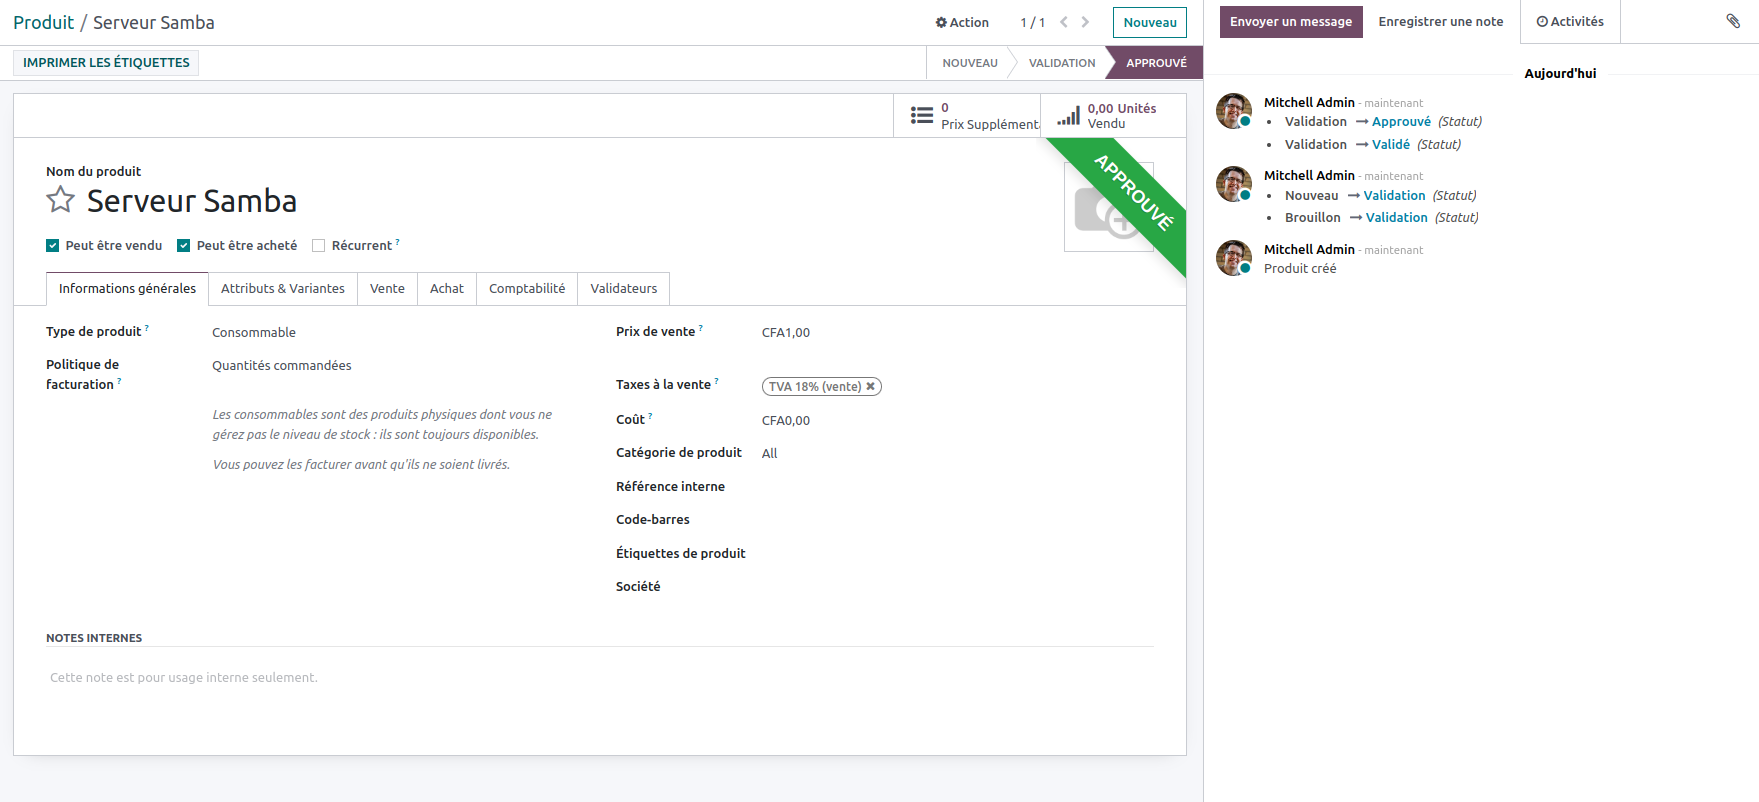 Produit / Serveur Samba
Action
1 / 1
Nouveau
IMPRIMER LES ÉTIQUETTES
NOUVEAU
VALIDATION
APPROUVÉ
0
Prix Supplément
0,00 Unités
Vendu
APPROUVÉ
Nom du produit
Serveur Samba
Peut être vendu
Peut être acheté
Récurrent ?
Informations générales
Attributs & Variantes
Vente
Achat
Comptabilité
Validateurs
Type de produit ?
Consommable
Politique de
facturation ?
Quantités commandées
Les consommables sont des produits physiques dont vous ne
gérez pas le niveau de stock : ils sont toujours disponibles.
Vous pouvez les facturer avant qu'ils ne soient livrés.
Prix de vente ?
CFA1,00
Taxes à la vente ?
TVA 18% (vente) ✖
Coût ?
CFA0,00
Catégorie de produit
All
Référence interne
Code-barres
Étiquettes de produit
Société
NOTES INTERNES
Cette note est pour usage interne seulement.
Envoyer un message
Enregistrer une note
Activités
Aujourd'hui
Mitchell Admin - maintenant
• Validation → Approuvé (Statut)
• Validation → Validé (Statut)
Mitchell Admin - maintenant
• Nouveau → Validation (Statut)
• Brouillon → Validation (Statut)
Mitchell Admin - maintenant
Produit créé